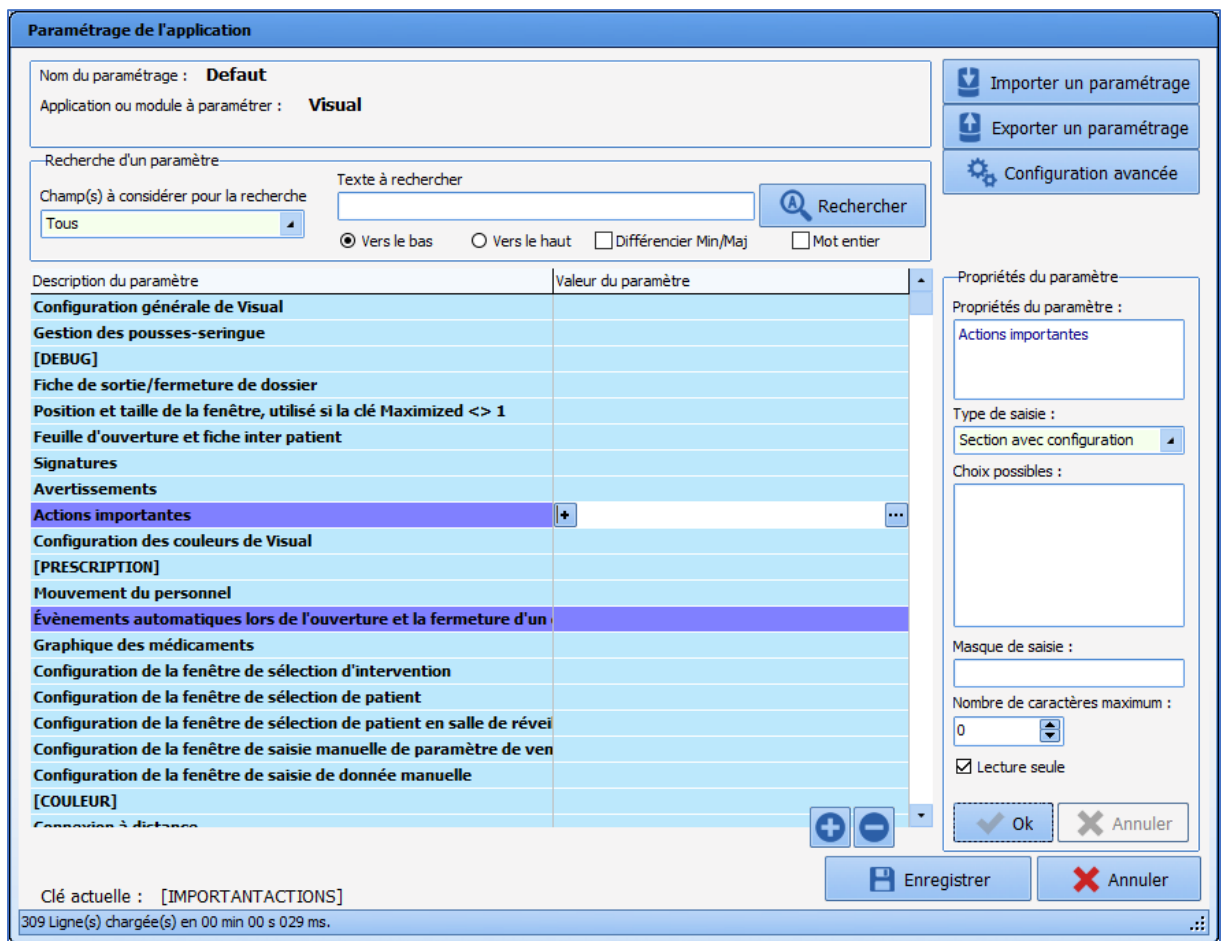 Paramétrage de l'application
Nom du paramétrage : Defaut
Application ou module à paramétrer : Visual
Importer un paramétrage
Exporter un paramétrage
Configuration avancée
Recherche d'un paramètre
Champ(s) à considérer pour la recherche
Texte à rechercher
Tous
Rechercher
Vers le bas Vers le haut Différencier Min/Maj Mot entier
Description du paramètre Valeur du paramètre
Configuration générale de Visual
Gestion des pousses-seringue
[DEBUG]
Fiche de sortie/fermeture de dossier
Position et taille de la fenêtre, utilisé si la clé Maximized <> 1
Feuille d'ouverture et fiche inter patient
Signatures
Avertissements
Actions importantes
Configuration des couleurs de Visual
[PRESCRIPTION]
Mouvement du personnel
Évènements automatiques lors de l'ouverture et la fermeture d'un
Graphique des médicaments
Configuration de la fenêtre de sélection d'intervention
Configuration de la fenêtre de sélection de patient
Configuration de la fenêtre de sélection de patient en salle de révei
Configuration de la fenêtre de saisie manuelle de paramètre de ven
Configuration de la fenêtre de saisie de donnée manuelle
[COULEUR]
Connexion à distance
Propriétés du paramètre
Propriétés du paramètre :
Actions importantes
Type de saisie :
Section avec configuration
Choix possibles :
Masque de saisie :
Nombre de caractères maximum :
0
Lecture seule
Ok Annuler
Enregistrer Annuler
Clé actuelle : [IMPORTANTACTIONS]
309 Ligne(s) chargée(s) en 00 min 00 s 029 ms.